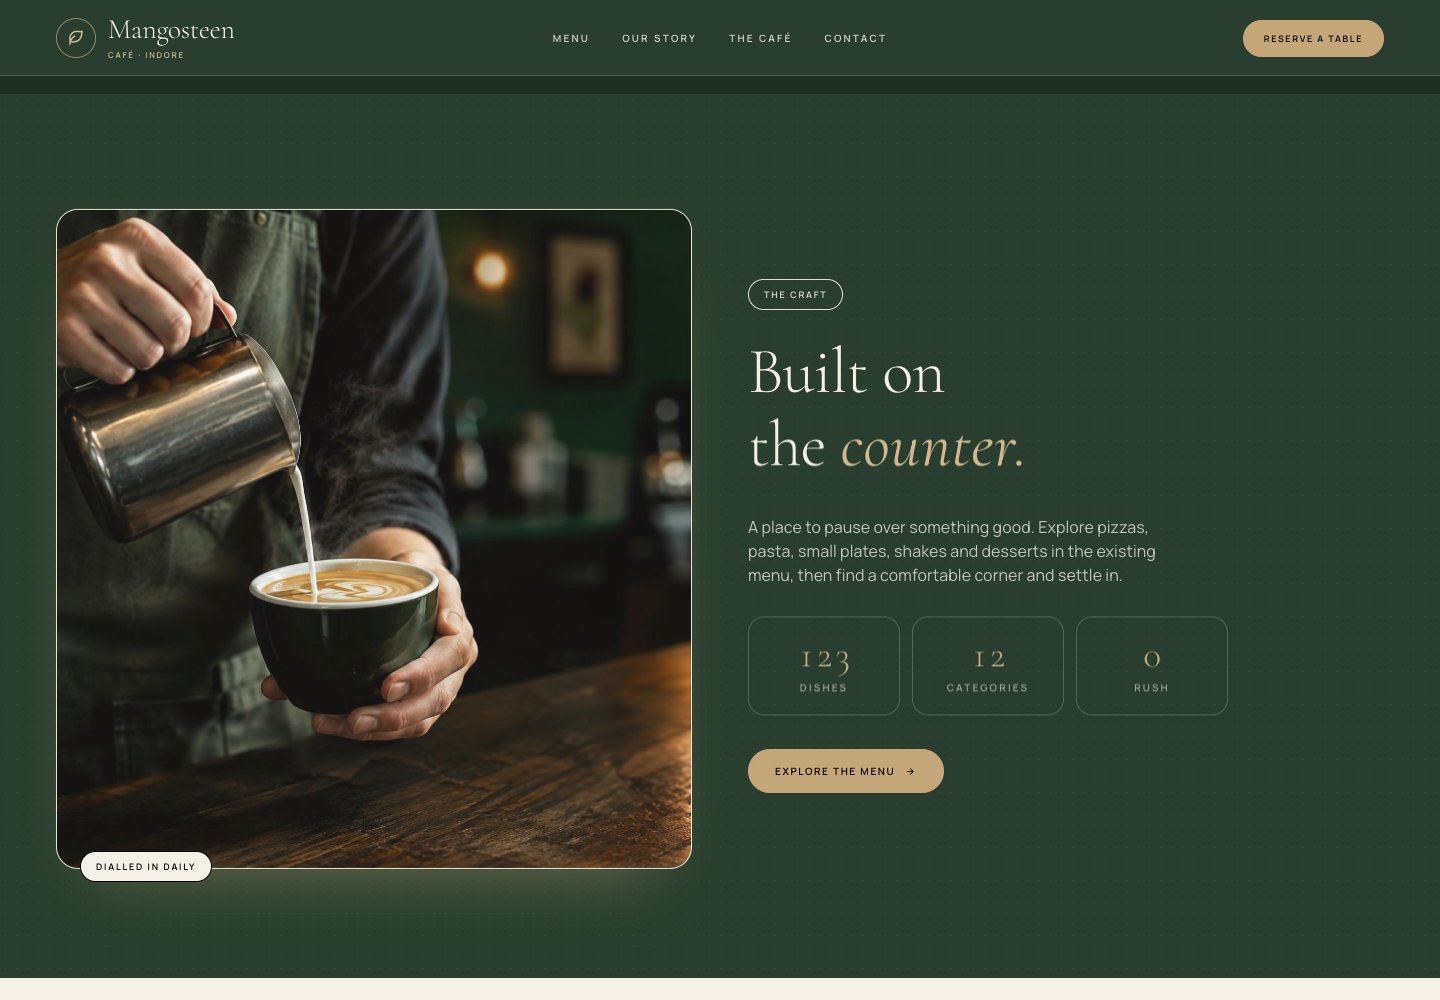 Mangosteen
CAFÉ · INDORE
MENU
OUR STORY
THE CAFÉ
CONTACT
RESERVE A TABLE
THE CRAFT
Built on
the counter.
A place to pause over something good. Explore pizzas,
pasta, small plates, shakes and desserts in the existing
menu, then find a comfortable corner and settle in.
123
DISHES
12
CATEGORIES
0
RUSH
EXPLORE THE MENU →
DIALLED IN DAILY